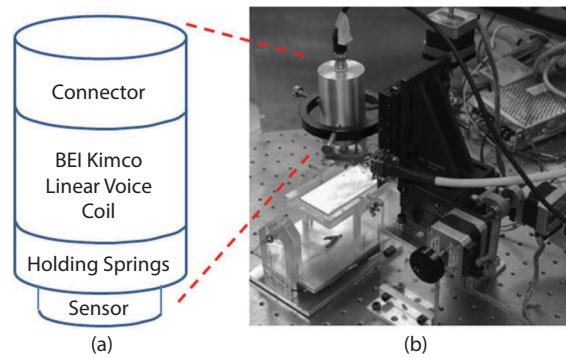 Connector
BEI Kimco
Linear Voice
Coil
Holding Springs
Sensor
(a)
(b)